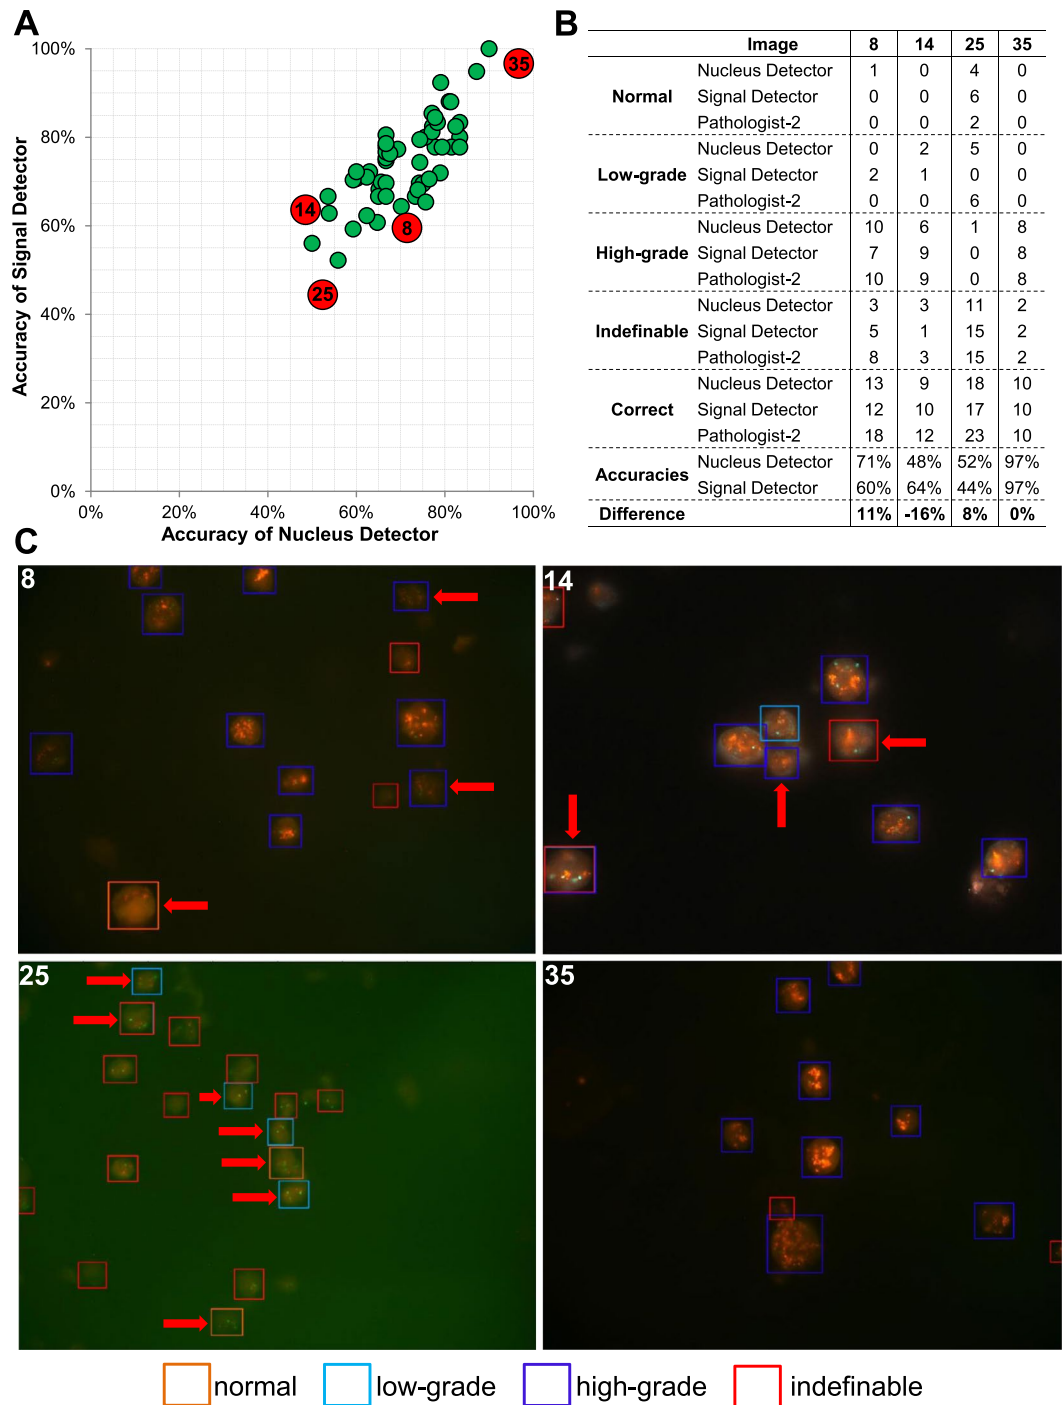 A
100%
80%
60%
40%
20%
0%
0%
20%
40%
60%
80%
100%
Accuracy of Signal Detector
Accuracy of Nucleus Detector
35
14
8
25
B
Image 8 14 25 35
Normal
Nucleus Detector 1 0 4 0
Signal Detector 0 0 6 0
Pathologist-2 0 0 2 0
Low-grade
Nucleus Detector 0 2 5 0
Signal Detector 2 1 0 0
Pathologist-2 0 0 6 0
High-grade
Nucleus Detector 10 6 1 8
Signal Detector 7 9 0 8
Pathologist-2 10 9 0 8
Indefinable
Nucleus Detector 3 3 11 2
Signal Detector 5 1 15 2
Pathologist-2 8 3 15 2
Correct
Nucleus Detector 13 9 18 10
Signal Detector 12 10 17 10
Pathologist-2 18 12 23 10
Accuracies
Nucleus Detector 71% 48% 52% 97%
Signal Detector 60% 64% 44% 97%
Difference 11% -16% 8% 0%
C
8
14
25
35
normal
low-grade
high-grade
indefinable